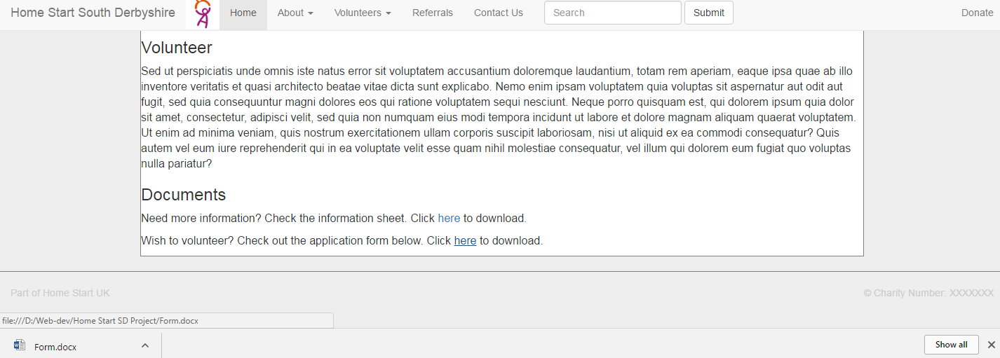 Home Start South Derbyshire Home About Volunteers Referrals Contact Us Search Submit Donate
Volunteer
Sed ut perspiciatis unde omnis iste natus error sit voluptatem accusantium doloremque laudantium, totam rem aperiam, eaque ipsa quae ab illo
inventore veritatis et quasi architecto beatae vitae dicta sunt explicabo. Nemo enim ipsam voluptatem quia voluptas sit aspernatur aut odit aut
fugit, sed quia consequuntur magni dolores eos qui ratione voluptatem sequi nesciunt. Neque porro quisquam est, qui dolorem ipsum quia dolor
sit amet, consectetur, adipisci velit, sed quia non numquam eius modi tempora incidunt ut labore et dolore magnam aliquam quaerat voluptatem.
Ut enim ad minima veniam, quis nostrum exercitationem ullam corporis suscipit laboriosam, nisi ut aliquid ex ea commodi consequatur? Quis
autem vel eum iure reprehenderit qui in ea voluptate velit esse quam nihil molestiae consequatur, vel illum qui dolorem eum fugiat quo voluptas
nulla pariatur?
Documents
Need more information? Check the information sheet. Click here to download.
Wish to volunteer? Check out the application form below. Click here to download.
Part of Home Start UK © Charity Number: XXXXXXX
file:///D:/Web-dev/Home Start SD Project/Form.docx
Form.docx Show all